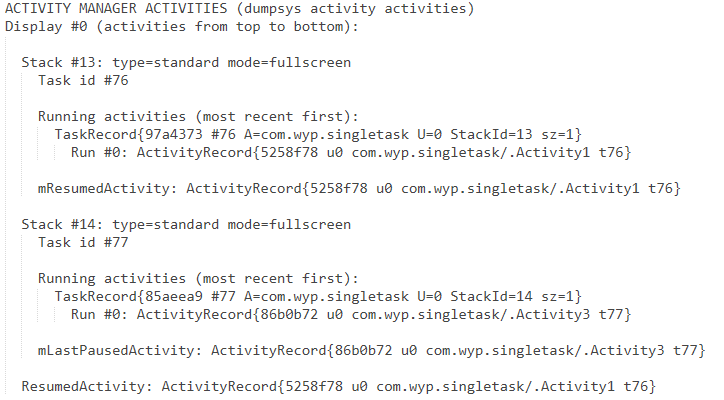 ACTIVITY MANAGER ACTIVITIES (dumpsys activity activities)
Display #0 (activities from top to bottom):
Stack #13: type=standard mode=fullscreen
Task id #76
Running activities (most recent first):
TaskRecord{97a4373 #76 A=com.wyp.singletask U=0 StackId=13 sz=1}
Run #0: ActivityRecord{5258f78 u0 com.wyp.singletask/.Activity1 t76}
mResumedActivity: ActivityRecord{5258f78 u0 com.wyp.singletask/.Activity1 t76}
Stack #14: type=standard mode=fullscreen
Task id #77
Running activities (most recent first):
TaskRecord{85aeea9 #77 A=com.wyp.singletask U=0 StackId=14 sz=1}
Run #0: ActivityRecord{86b0b72 u0 com.wyp.singletask/.Activity3 t77}
mLastPausedActivity: ActivityRecord{86b0b72 u0 com.wyp.singletask/.Activity3 t77}
ResumedActivity: ActivityRecord{5258f78 u0 com.wyp.singletask/.Activity1 t76}